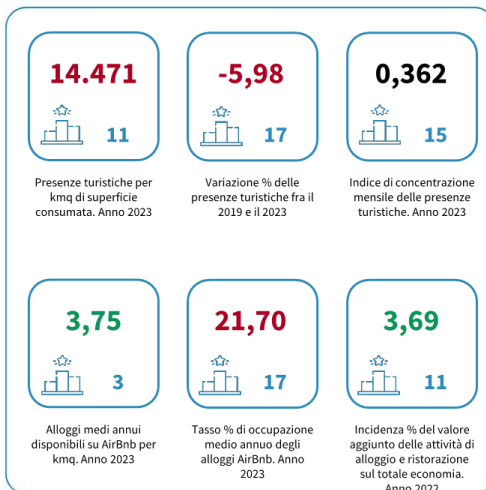 14.471
-5,98
0,362
11
17
15
Presenze turistiche per
kmq di superficie
consumata. Anno 2023
Variazione % delle
presenze turistiche fra il
2019 e il 2023
Indice di concentrazione
mensile delle presenze
turistiche. Anno 2023
3,75
21,70
3,69
3
17
11
Alloggi medi annui
disponibili su AirBnb per
kmq. Anno 2023
Tasso % di occupazione
medio annuo degli
alloggi AirBnb. Anno
2023
Incidenza % del valore
aggiunto delle attività di
alloggio e ristorazione
sul totale economia.
Anno 2022